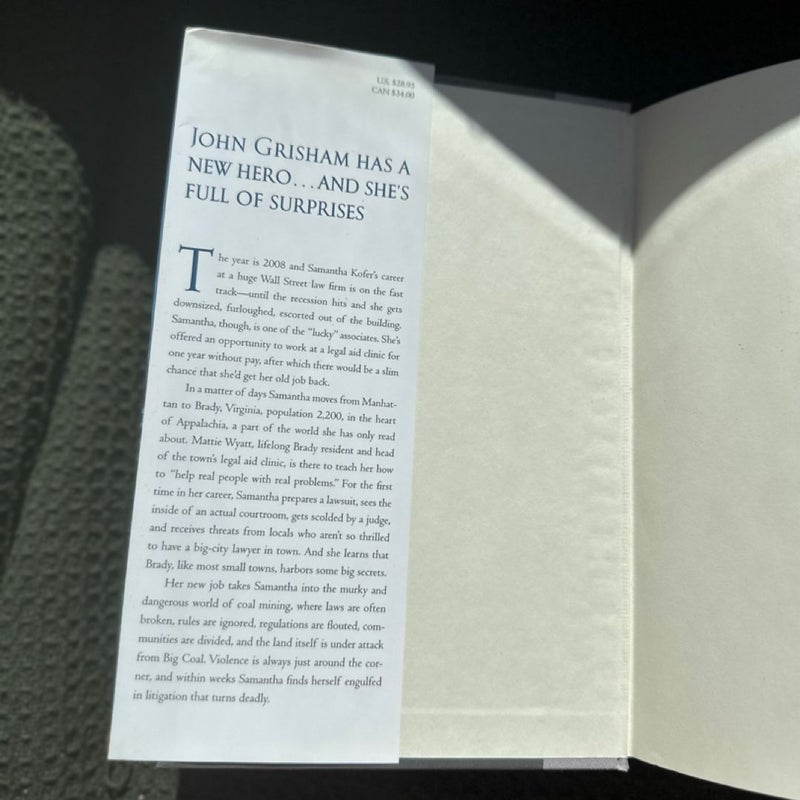 U.S. $28.95
CAN $34.00
JOHN GRISHAM HAS A
NEW HERO...AND SHE'S
FULL OF SURPRISES
The year is 2008 and Samantha Kofer's career
at a huge Wall Street law firm is on the fast
track—until the recession hits and she gets
downsized, furloughed, escorted out of the building.
Samantha, though, is one of the "lucky" associates. She's
offered an opportunity to work at a legal aid clinic for
one year without pay, after which there would be a slim
chance that she'd get her old job back.
In a matter of days Samantha moves from Manhat-
tan to Brady, Virginia, population 2,200, in the heart
of Appalachia, a part of the world she has only read
about. Mattie Wyatt, lifelong Brady resident and head
of the town's legal aid clinic, is there to teach her how
to "help real people with real problems." For the first
time in her career, Samantha prepares a lawsuit, sees the
inside of an actual courtroom, gets scolded by a judge,
and receives threats from locals who aren't so thrilled
to have a big-city lawyer in town. And she learns that
Brady, like most small towns, harbors some big secrets.
Her new job takes Samantha into the murky and
dangerous world of coal mining, where laws are often
broken, rules are ignored, regulations are flouted, com-
munities are divided, and the land itself is under attack
from Big Coal. Violence is always just around the cor-
ner, and within weeks Samantha finds herself engulfed
in litigation that turns deadly.